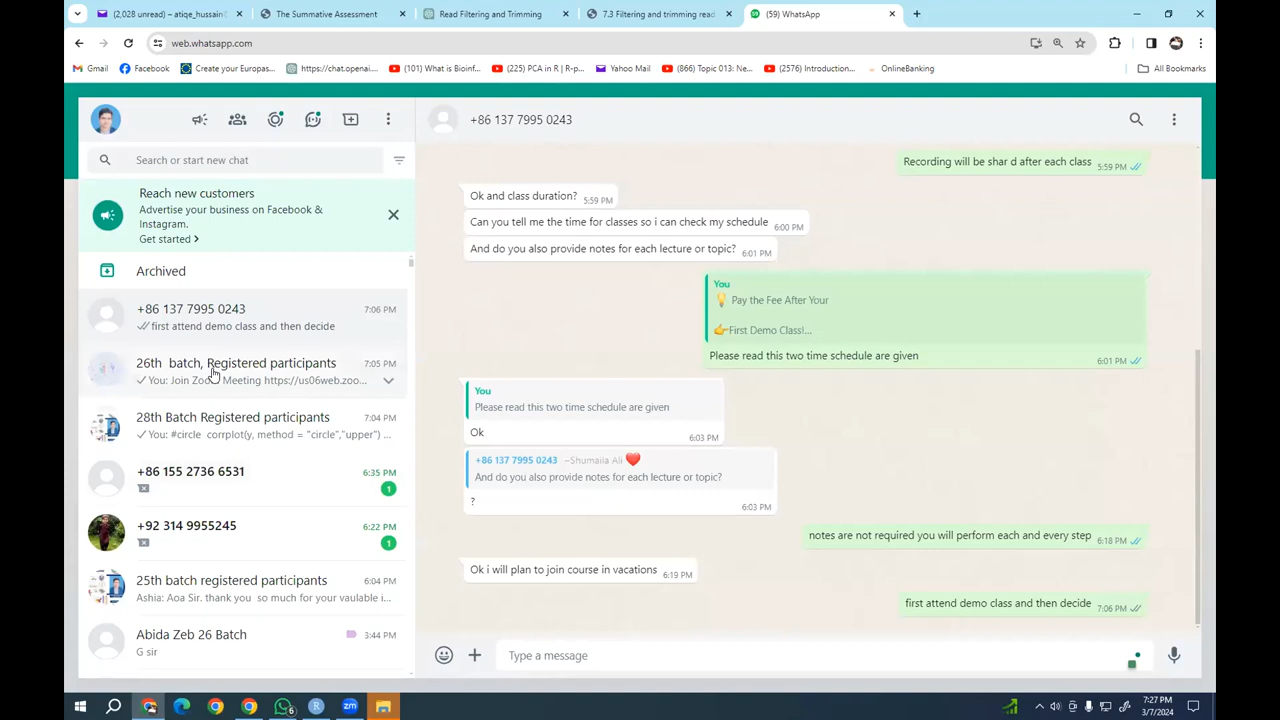 (2,028 unread) - atiqe_hussain@
The Summative Assessment
Read Filtering and Trimming
7.3 Filtering and trimming read
(59) WhatsApp
web.whatsapp.com
Gmail
Facebook
Create your Europas...
https://chat.openai....
(101) What is Bioinf...
(225) PCA in R | R-p...
Yahoo Mail
(866) Topic 013: Ne...
(2576) Introduction...
OnlineBanking
All Bookmarks
Search or start new chat
Reach new customers
Advertise your business on Facebook &
Instagram.
Get started
Archived
+86 137 7995 0243
7:06 PM
first attend demo class and then decide
26th batch, Registered participants
7:05 PM
You: Join Zoom Meeting https://us06web.zoo...
28th Batch Registered participants
7:04 PM
You: #circle corrplot(y, method = "circle","upper") ...
+86 155 2736 6531
6:35 PM
1
+92 314 9955245
6:22 PM
1
25th batch registered participants
6:04 PM
Ashia: Aoa Sir. thank you so much for your vaulable i...
Abida Zeb 26 Batch
3:44 PM
G sir
+86 137 7995 0243
Recording will be shar d after each class
5:59 PM
Ok and class duration?
5:59 PM
Can you tell me the time for classes so i can check my schedule
6:00 PM
And do you also provide notes for each lecture or topic?
6:01 PM
You
Pay the Fee After Your
First Demo Class!...
Please read this two time schedule are given
6:01 PM
You
Please read this two time schedule are given
Ok
6:03 PM
+86 137 7995 0243 ~Shumaila Ali
And do you also provide notes for each lecture or topic?
?
6:03 PM
notes are not required you will perform each and every step
6:18 PM
Ok i will plan to join course in vacations
6:19 PM
first attend demo class and then decide
7:06 PM
Type a message
6
zm
7:27 PM
3/7/2024